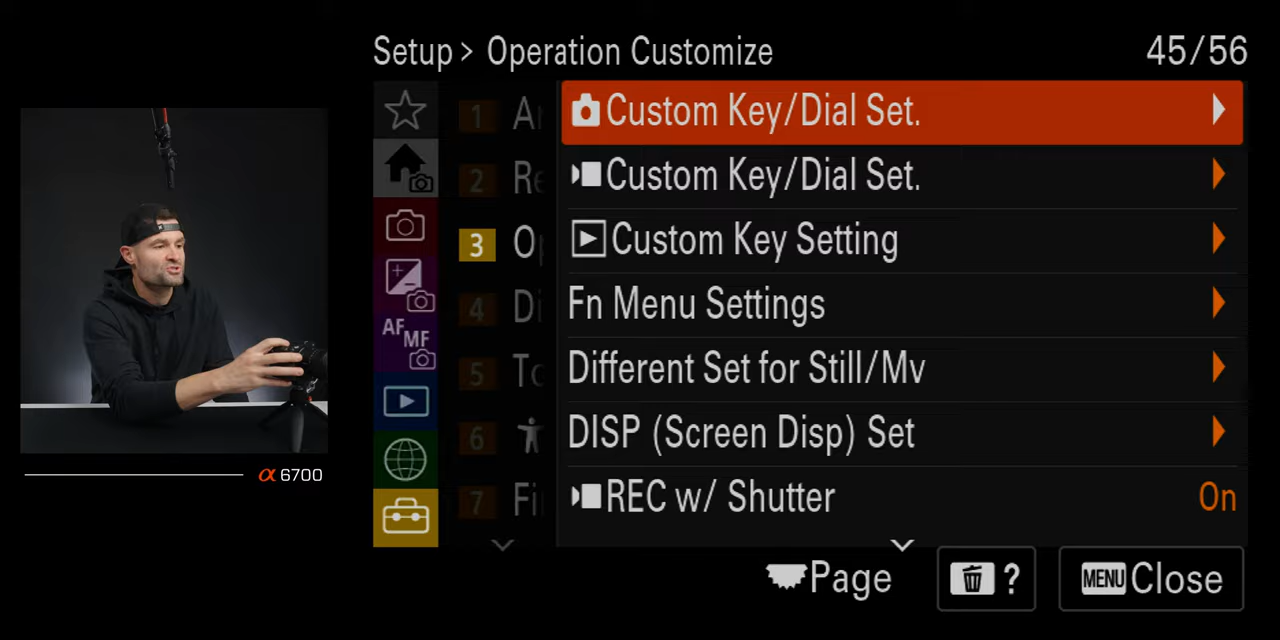 Setup > Operation Customize 45/56
1 Custom Key/Dial Set.
2 Custom Key/Dial Set.
3 Custom Key Setting
4 Fn Menu Settings
5 Different Set for Still/Mv
6 DISP (Screen Disp) Set
7 REC w/ Shutter On
AF MF
α 6700
Page ? MENU Close